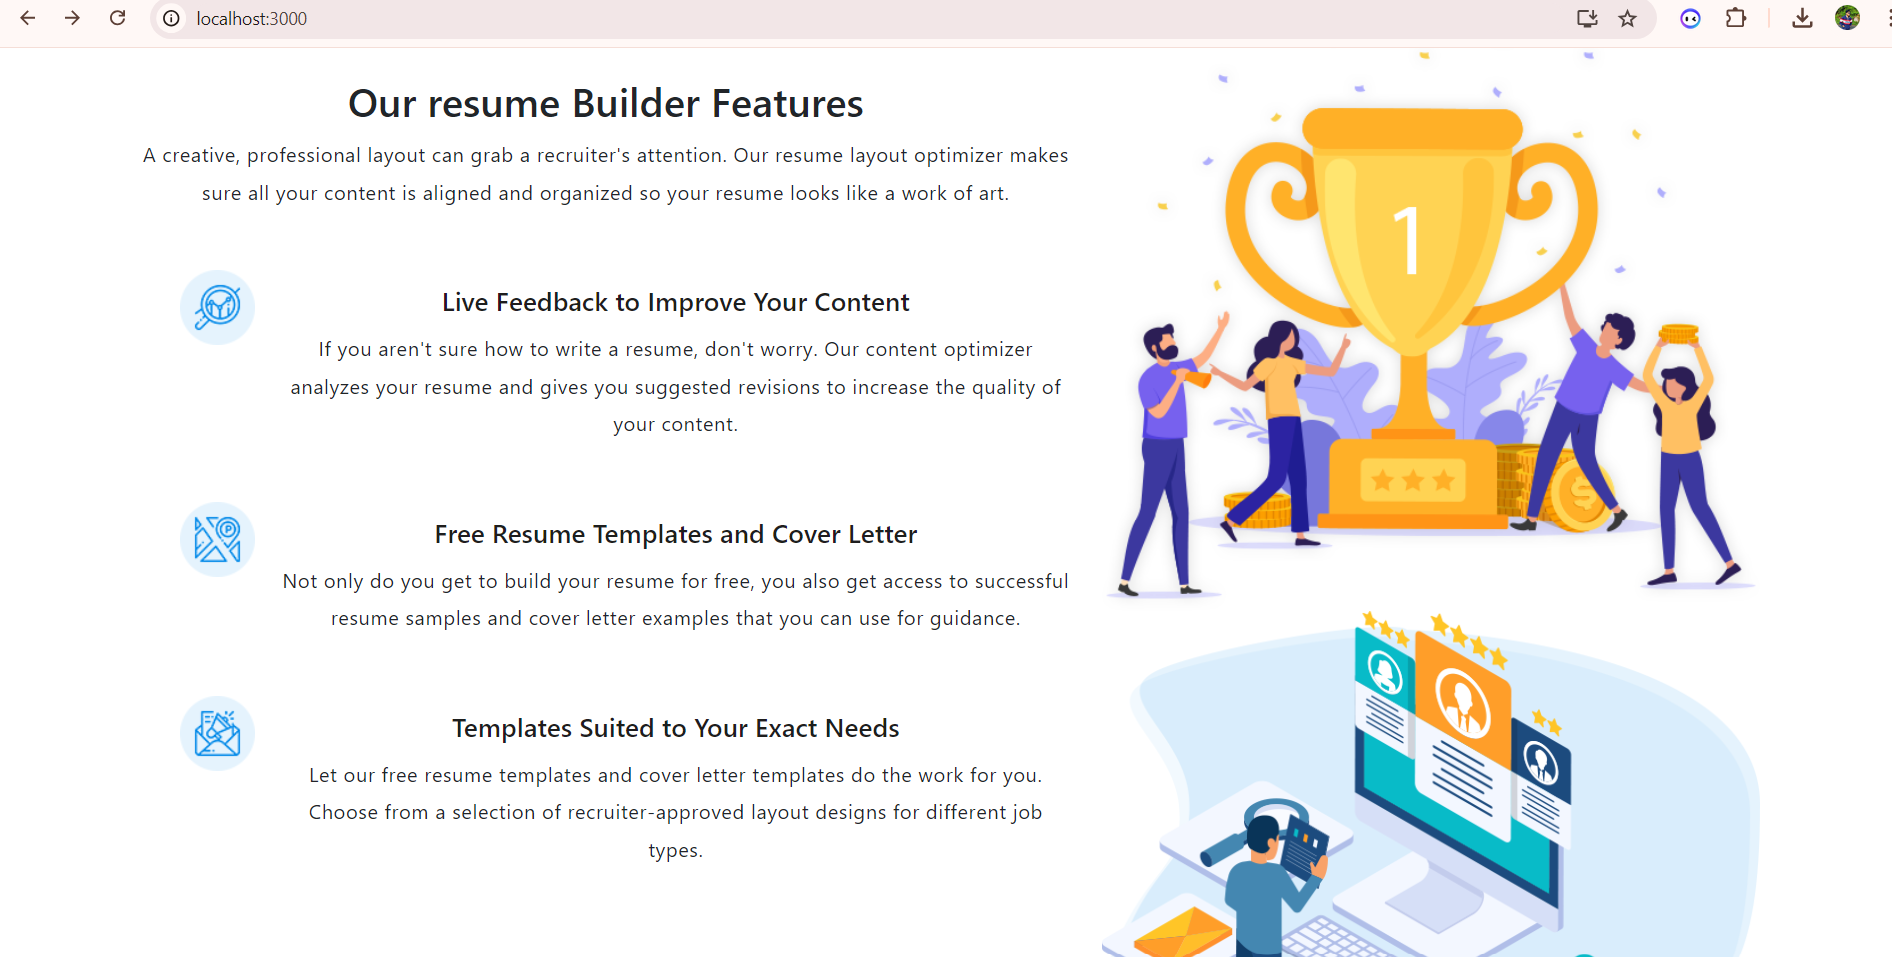 localhost:3000
Our resume Builder Features
A creative, professional layout can grab a recruiter's attention. Our resume layout optimizer makes
sure all your content is aligned and organized so your resume looks like a work of art.
Live Feedback to Improve Your Content
If you aren't sure how to write a resume, don't worry. Our content optimizer
analyzes your resume and gives you suggested revisions to increase the quality of
your content.
Free Resume Templates and Cover Letter
Not only do you get to build your resume for free, you also get access to successful
resume samples and cover letter examples that you can use for guidance.
Templates Suited to Your Exact Needs
Let our free resume templates and cover letter templates do the work for you.
Choose from a selection of recruiter-approved layout designs for different job
types.
1
$
P